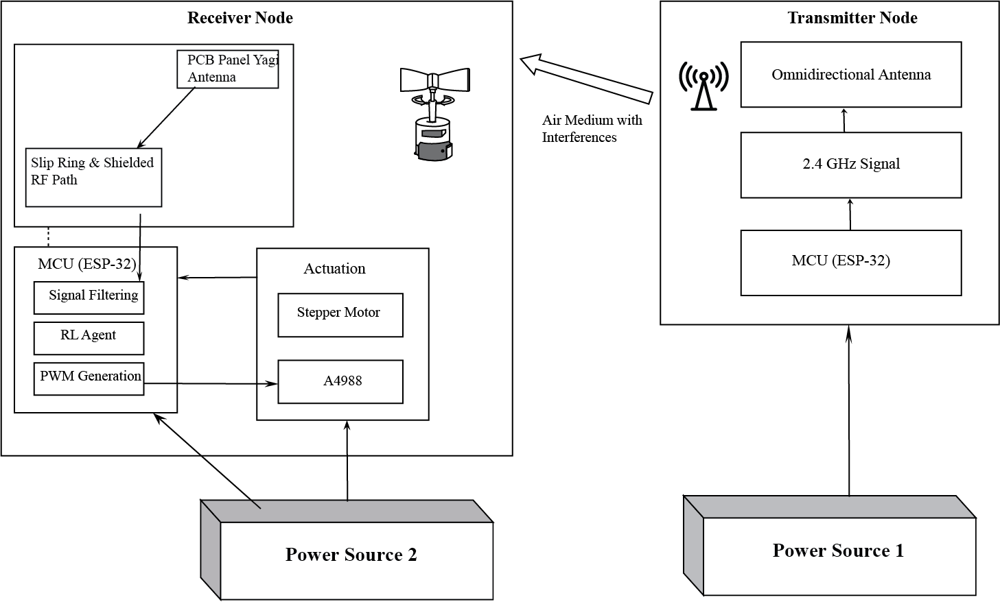 Receiver Node
PCB Panel Yagi
Antenna
Slip Ring & Shielded
RF Path
MCU (ESP-32)
Signal Filtering
RL Agent
PWM Generation
Actuation
Stepper Motor
A4988
Air Medium with
Interferences
Transmitter Node
Omnidirectional Antenna
2.4 GHz Signal
MCU (ESP-32)
Power Source 2
Power Source 1